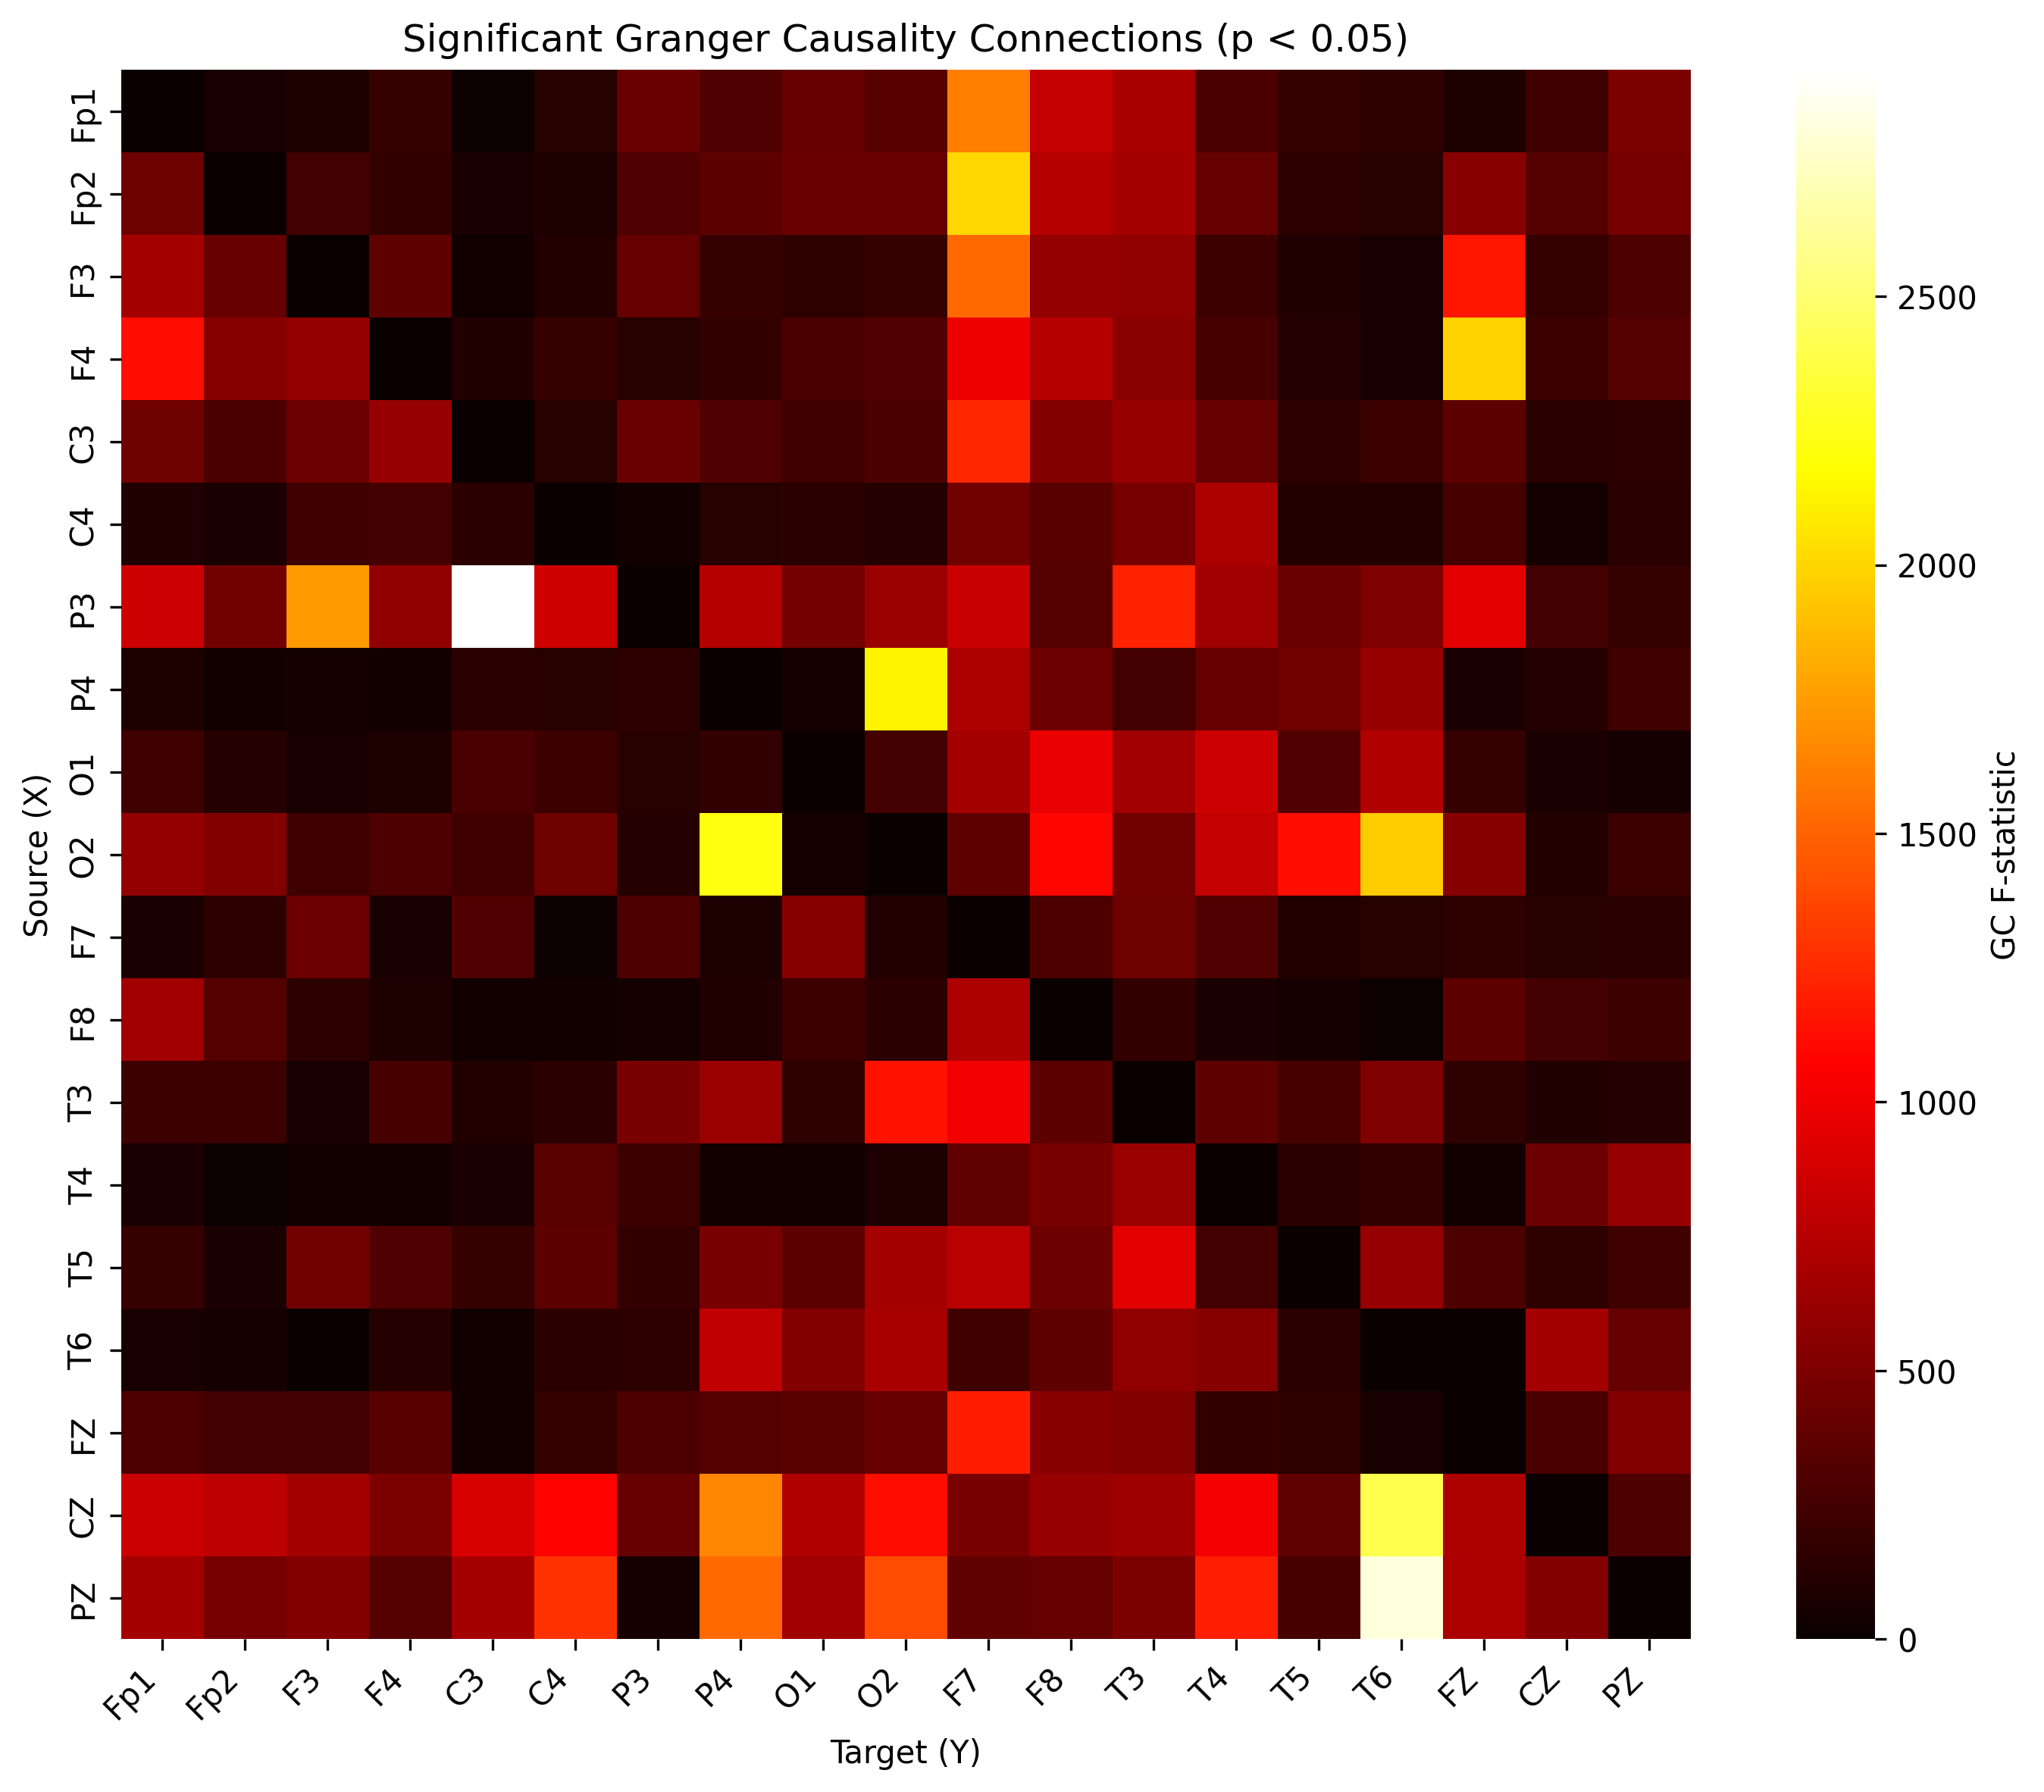 Significant Granger Causality Connections (p < 0.05)
Source (X)
Fp1
Fp2
F3
F4
C3
C4
P3
P4
O1
O2
F7
F8
T3
T4
T5
T6
FZ
CZ
PZ
Fp1 Fp2 F3 F4 C3 C4 P3 P4 O1 O2 F7 F8 T3 T4 T5 T6 FZ CZ PZ
Target (Y)
2500
2000
1500
1000
500
0
GC F-statistic